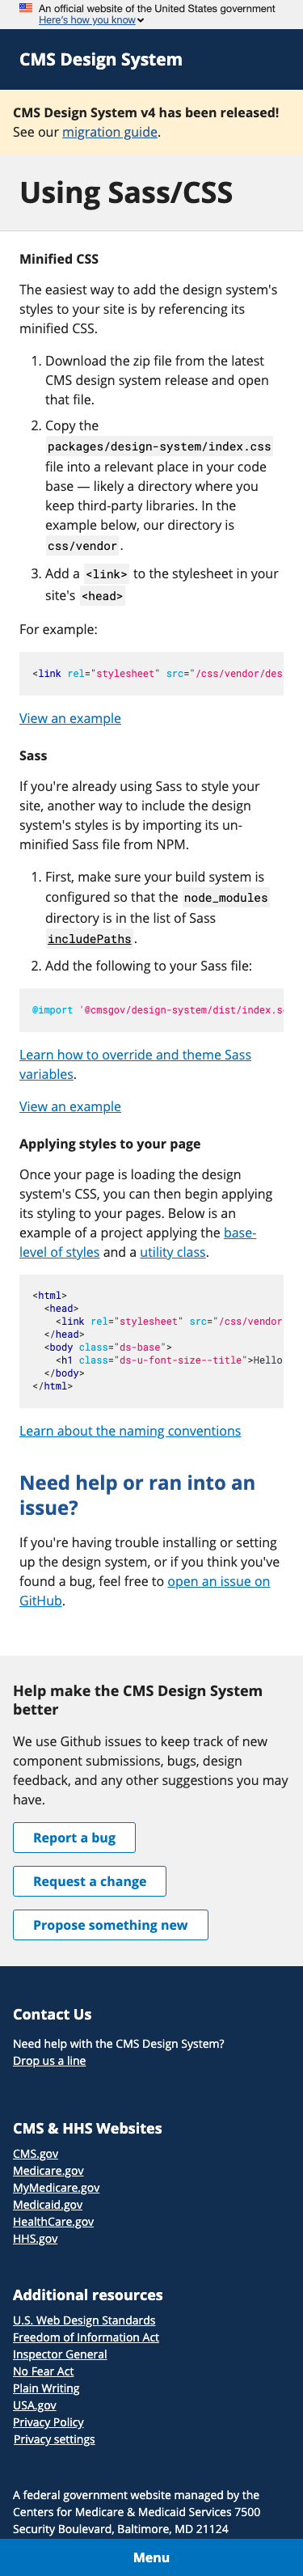 An official website of the United States government
Here's how you know
CMS Design System
CMS Design System v4 has been released!
See our migration guide.
Using Sass/CSS
Minified CSS
The easiest way to add the design system's
styles to your site is by referencing its
minified CSS.
1. Download the zip file from the latest
CMS design system release and open
that file.
2. Copy the
packages/design-system/index.css
file into a relevant place in your code
base — likely a directory where you
keep third-party libraries. In the
example below, our directory is
css/vendor.
3. Add a <link> to the stylesheet in your
site's <head>
For example:
<link rel="stylesheet" src="/css/vendor/des
View an example
Sass
If you're already using Sass to style your
site, another way to include the design
system's styles is by importing its un-
minified Sass file from NPM.
1. First, make sure your build system is
configured so that the node_modules
directory is in the list of Sass
includePaths.
2. Add the following to your Sass file:
@import '@cmsgov/design-system/dist/index.s
Learn how to override and theme Sass
variables.
View an example
Applying styles to your page
Once your page is loading the design
system's CSS, you can then begin applying
its styling to your pages. Below is an
example of a project applying the base-
level of styles and a utility class.
<html>
<head>
<link rel="stylesheet" src="/css/vendor
</head>
<body class="ds-base">
<h1 class="ds-u-font-size--title">Hello
</body>
</html>
Learn about the naming conventions
Need help or ran into an
issue?
If you're having trouble installing or setting
up the design system, or if you think you've
found a bug, feel free to open an issue on
GitHub.
Help make the CMS Design System
better
We use Github issues to keep track of new
component submissions, bugs, design
feedback, and any other suggestions you may
have.
Report a bug
Request a change
Propose something new
Contact Us
Need help with the CMS Design System?
Drop us a line
CMS & HHS Websites
CMS.gov
Medicare.gov
MyMedicare.gov
Medicaid.gov
HealthCare.gov
HHS.gov
Additional resources
U.S. Web Design Standards
Freedom of Information Act
Inspector General
No Fear Act
Plain Writing
USA.gov
Privacy Policy
Privacy settings
A federal government website managed by the
Centers for Medicare & Medicaid Services 7500
Security Boulevard, Baltimore, MD 21124
Menu